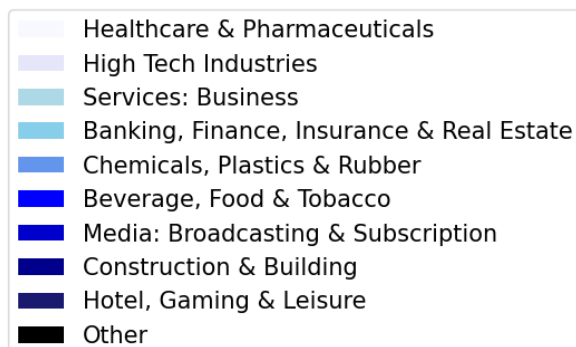 Healthcare & Pharmaceuticals
High Tech Industries
Services: Business
Banking, Finance, Insurance & Real Estate
Chemicals, Plastics & Rubber
Beverage, Food & Tobacco
Media: Broadcasting & Subscription
Construction & Building
Hotel, Gaming & Leisure
Other